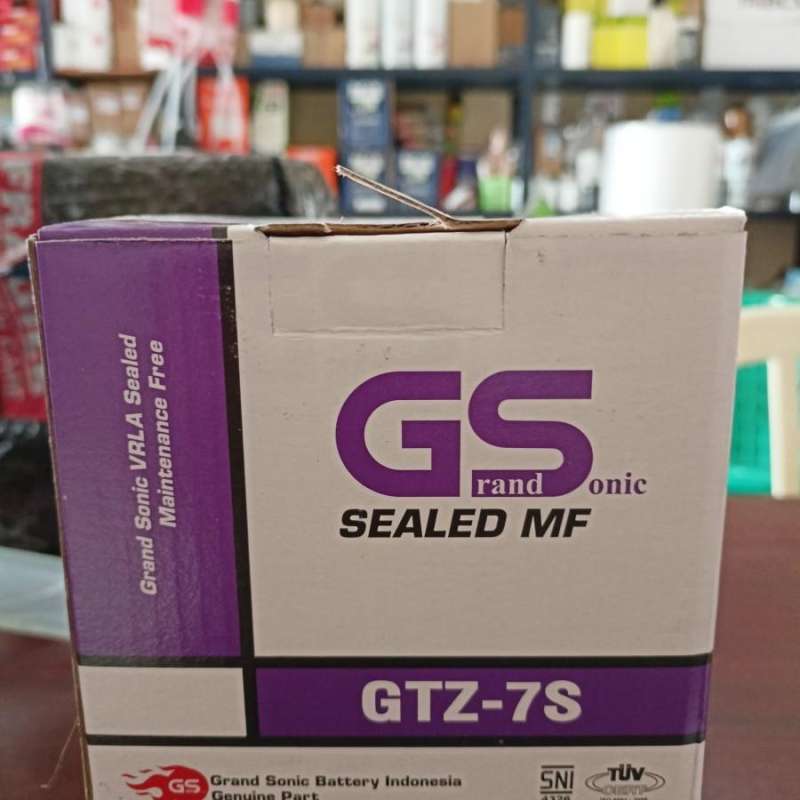 Grand Sonic VRLA Sealed
Maintenance Free
GS
rand onic
SEALED MF
GTZ-7S
GS
Grand Sonic Battery Indonesia
Genuine Part
SNI
TÜV
CERT